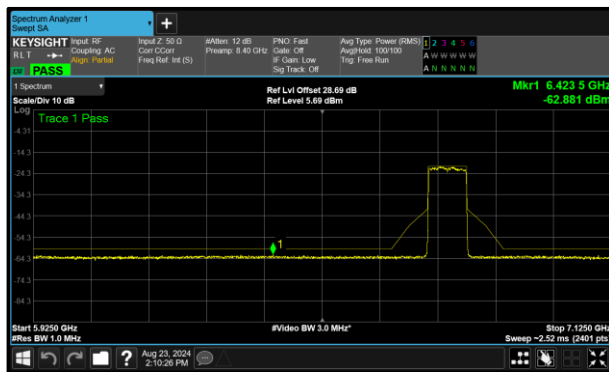 Spectrum Analyzer 1
Swept SA
+
KEYSIGHT Input: RF Input Z: 50 Ω #Atten: 12 dB PNO: Fast Avg Type: Power (RMS) 1 2 3 4 5 6
RLT Coupling: AC Corr CCorr Preamp: 8.40 GHz Gate: Off Avg|Hold: 100/100 A W W W W W
Align: Partial Freq Ref: Int (S) IF Gain: Low Trig: Free Run
PASS Sig Track: Off A N N N N N
1 Spectrum Ref Lvl Offset 28.69 dB Mkr1 6.423 5 GHz
Scale/Div 10 dB Ref Level 5.69 dBm -62.881 dBm
Log
Trace 1 Pass
-4.31
-14.3
-24.3
-34.3
-44.3
-54.3
1
-64.3
-74.3
-84.3
Start 5.9250 GHz #Video BW 3.0 MHz* Stop 7.1250 GHz
#Res BW 1.0 MHz Sweep ~2.52 ms (2401 pts)
? Aug 23, 2024
2:10:26 PM